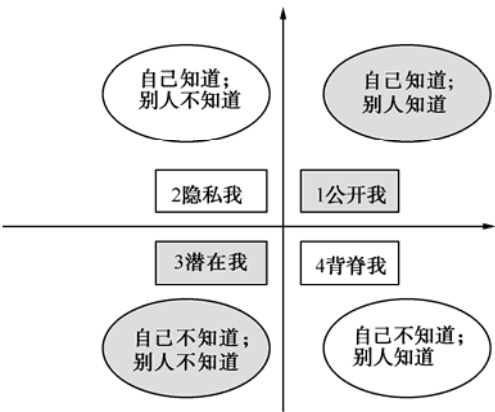 自己知道；
别人不知道
自己知道；
别人知道
2隐私我
1公开我
3潜在我
4背脊我
自己不知道；
别人不知道
自己不知道；
别人知道